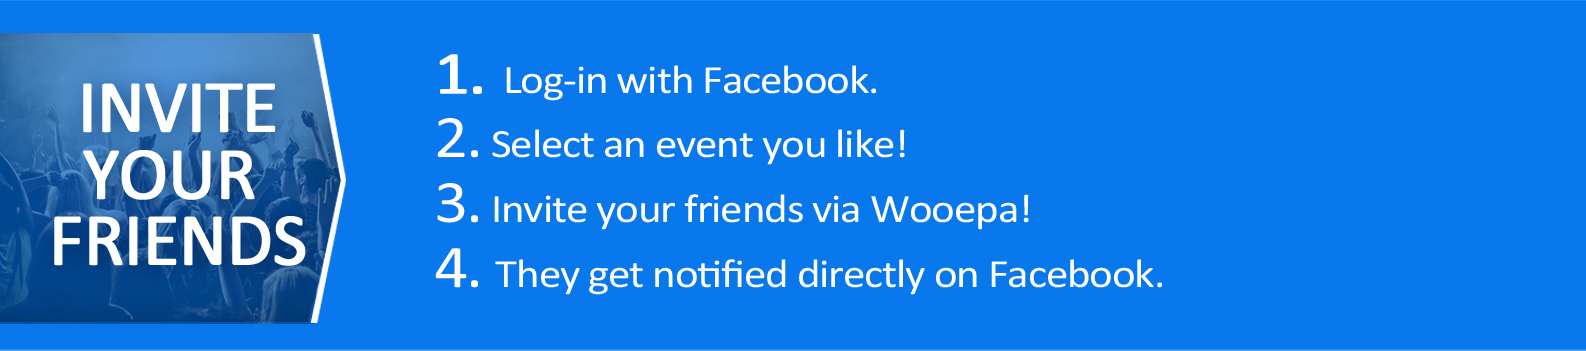 INVITE
YOUR
FRIENDS
1. Log-in with Facebook.
2. Select an event you like!
3. Invite your friends via Wooepa!
4. They get notified directly on Facebook.